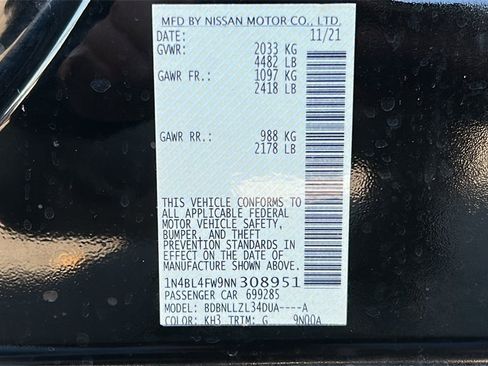 MFD BY NISSAN MOTOR CO., LTD.
DATE: 11/21
GVWR: 2033 KG
4482 LB
GAWR FR.: 1097 KG
2418 LB
GAWR RR.: 988 KG
2178 LB
THIS VEHICLE CONFORMS TO
ALL APPLICABLE FEDERAL
MOTOR VEHICLE SAFETY,
BUMPER, AND THEFT
PREVENTION STANDARDS IN
EFFECT ON THE DATE OF
MANUFACTURE SHOWN ABOVE.
1N4BL4FW9NN308951
PASSENGER CAR 699285
MODEL: BDBNLLZL34DUA----A
COLOR: KH3 TRIM: G 9N00A